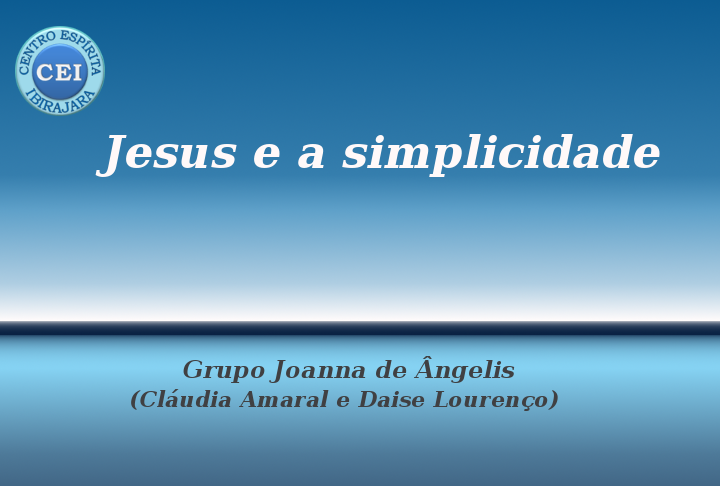 CENTRO ESPÍRITA
CEI
IBIRAJARA
Jesus e a simplicidade
Grupo Joanna de Ângelis
(Cláudia Amaral e Daise Lourenço)